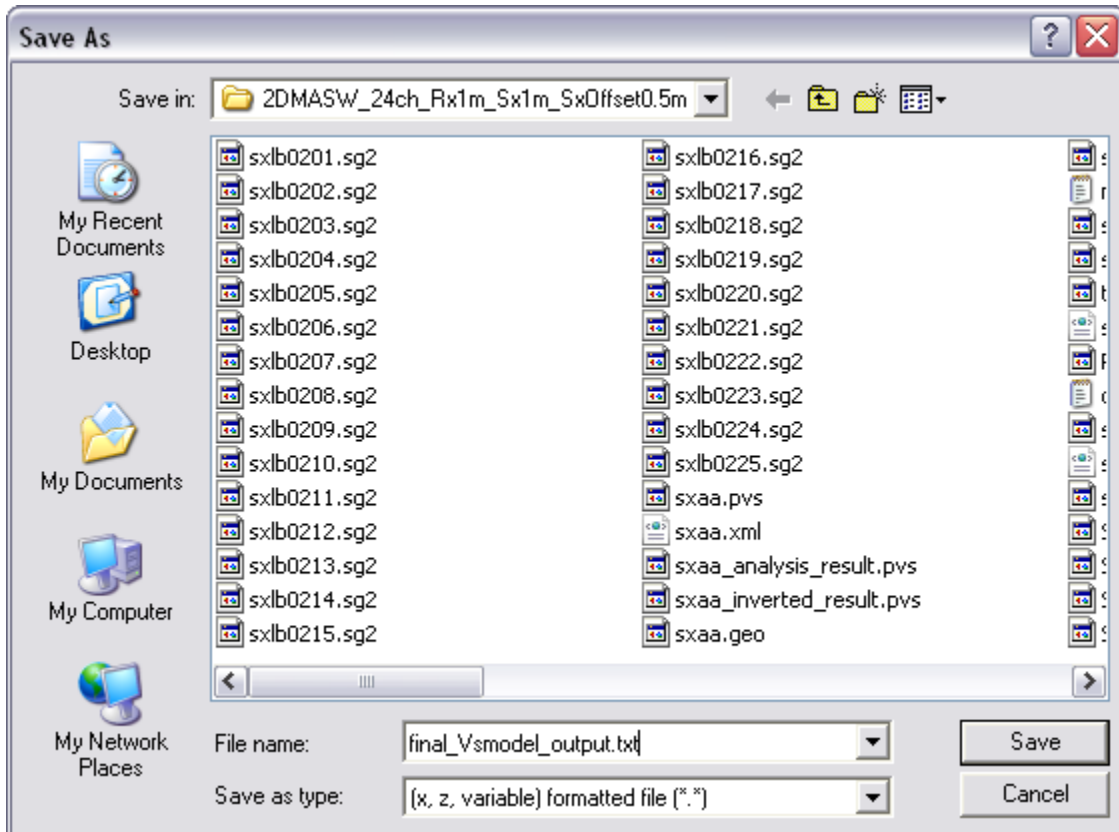 Save As
Save in:
2DMASW_24ch_Rx1m_Sx1m_SxOffset0.5m
My Recent
Documents
Desktop
My Documents
My Computer
My Network
Places
sxlb0201.sg2
sxlb0202.sg2
sxlb0203.sg2
sxlb0204.sg2
sxlb0205.sg2
sxlb0206.sg2
sxlb0207.sg2
sxlb0208.sg2
sxlb0209.sg2
sxlb0210.sg2
sxlb0211.sg2
sxlb0212.sg2
sxlb0213.sg2
sxlb0214.sg2
sxlb0215.sg2
sxlb0216.sg2
sxlb0217.sg2
sxlb0218.sg2
sxlb0219.sg2
sxlb0220.sg2
sxlb0221.sg2
sxlb0222.sg2
sxlb0223.sg2
sxlb0224.sg2
sxlb0225.sg2
sxaa.pvs
sxaa.xml
sxaa_analysis_result.pvs
sxaa_inverted_result.pvs
sxaa.geo
File name:
final_Vsmodel_output.txt
Save
Save as type:
(x, z, variable) formatted file (*.*)
Cancel